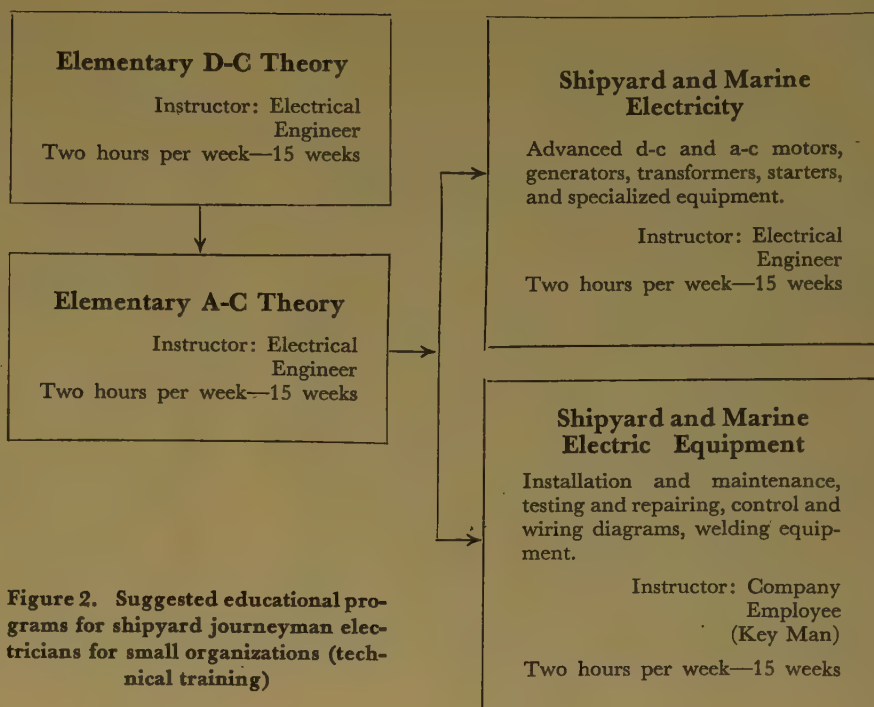 Elementary D-C Theory
Instructor: Electrical
Engineer
Two hours per week—15 weeks
Elementary A-C Theory
Instructor: Electrical
Engineer
Two hours per week—15 weeks
Shipyard and Marine
Electricity
Advanced d-c and a-c motors,
generators, transformers, starters,
and specialized equipment.
Instructor: Electrical
Engineer
Two hours per week—15 weeks
Shipyard and Marine
Electric Equipment
Installation and maintenance,
testing and repairing, control and
wiring diagrams, welding equip-
ment.
Instructor: Company
Employee
(Key Man)
Two hours per week—15 weeks
Figure 2. Suggested educational pro-
grams for shipyard journeyman elec-
tricians for small organizations (tech-
nical training)